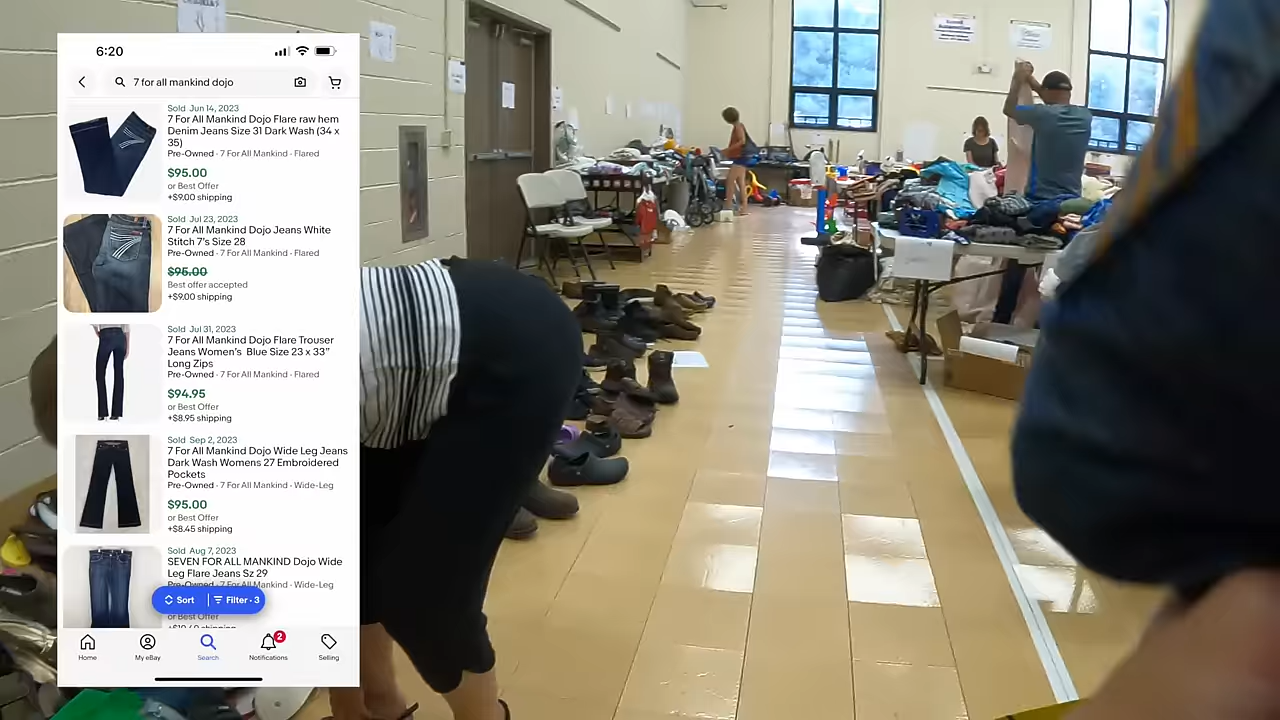 6:20
7 for all mankind dojo
Sold Jun 14, 2023
7 For All Mankind Dojo Flare raw hem
Denim Jeans Size 31 Dark Wash (34 x
35)
Pre-Owned · 7 For All Mankind · Flared
$95.00
or Best Offer
+$9.00 shipping
Sold Jul 23, 2023
7 For All Mankind Dojo Jeans White
Stitch 7's Size 28
Pre-Owned · 7 For All Mankind · Flared
$95.00
Best offer accepted
+$9.00 shipping
Sold Jul 31, 2023
7 For All Mankind Dojo Flare Trouser
Jeans Women's Blue Size 23 x 33"
Long Zips
Pre-Owned · 7 For All Mankind · Flared
$94.95
or Best Offer
+$8.95 shipping
Sold Sep 2, 2023
7 For All Mankind Dojo Wide Leg Jeans
Dark Wash Womens 27 Embroidered
Pockets
Pre-Owned · 7 For All Mankind · Wide-Leg
$95.00
or Best Offer
+$8.45 shipping
Sold Aug 7, 2023
SEVEN FOR ALL MANKIND Dojo Wide
Leg Flare Jeans Sz 29
Pre-Owned · 7 For All Mankind · Wide-Leg
Sort
Filter · 3
or Best Offer
2
Home
My eBay
Search
Notifications
Selling